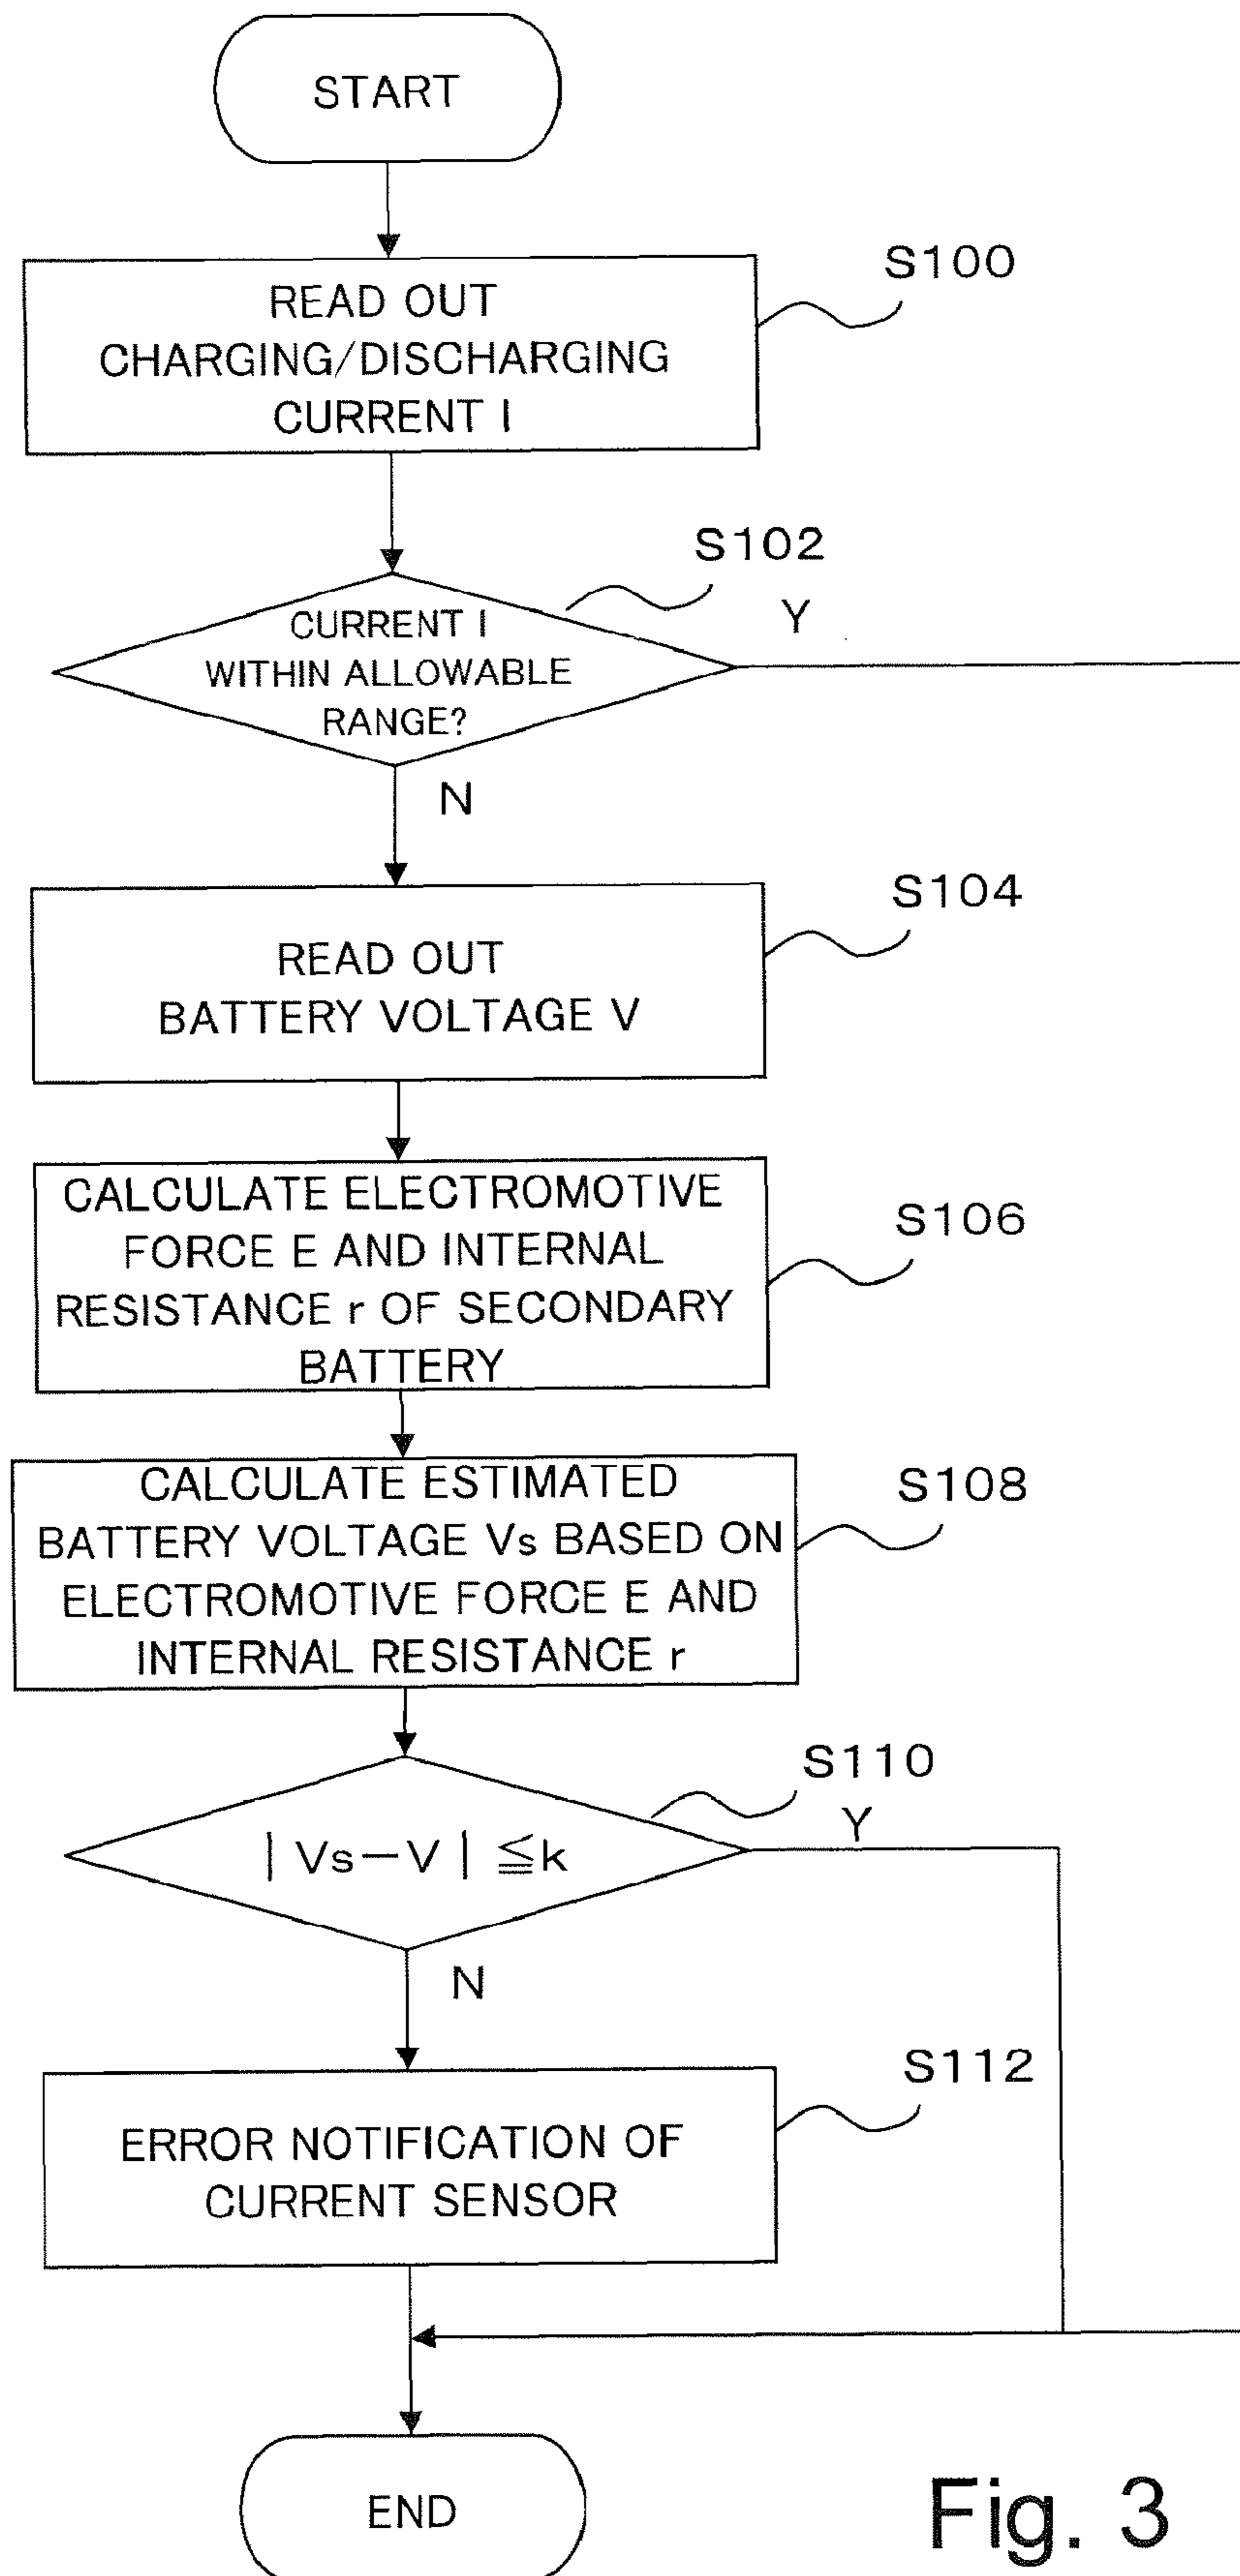 START
S100
READ OUT
CHARGING/DISCHARGING
CURRENT I
S102
CURRENT I
WITHIN ALLOWABLE
RANGE?
Y
N
S104
READ OUT
BATTERY VOLTAGE V
S106
CALCULATE ELECTROMOTIVE
FORCE E AND INTERNAL
RESISTANCE r OF SECONDARY
BATTERY
S108
CALCULATE ESTIMATED
BATTERY VOLTAGE Vs BASED ON
ELECTROMOTIVE FORCE E AND
INTERNAL RESISTANCE r
S110
| Vs-V | ≦k
Y
N
S112
ERROR NOTIFICATION OF
CURRENT SENSOR
END
Fig. 3